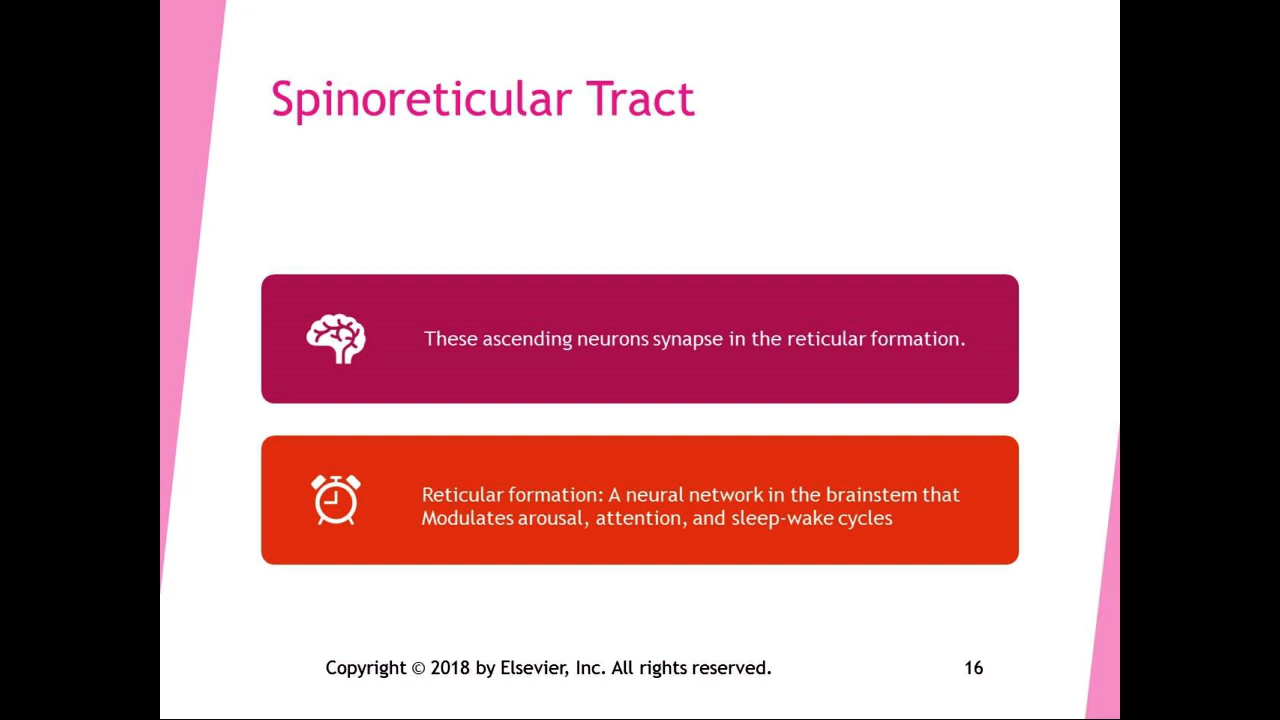 Spinoreticular Tract
These ascending neurons synapse in the reticular formation.
Reticular formation: A neural network in the brainstem that
Modulates arousal, attention, and sleep-wake cycles
Copyright © 2018 by Elsevier, Inc. All rights reserved.
16